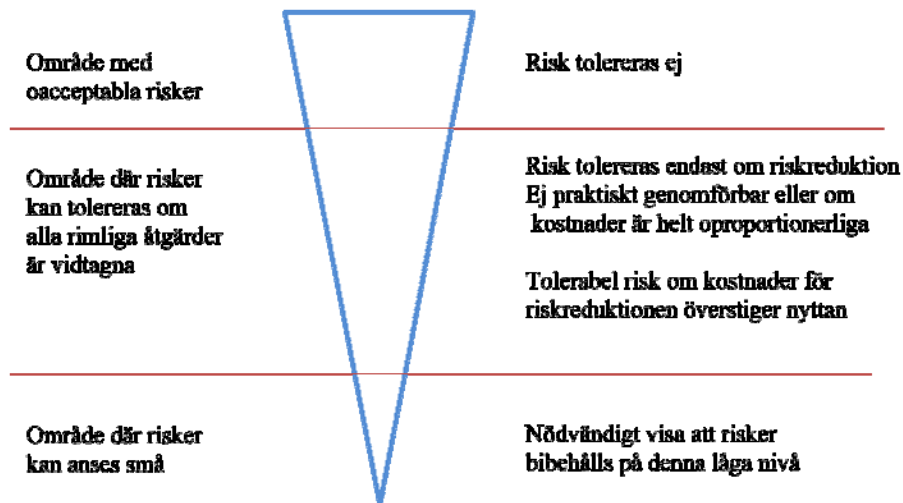 Område med
oacceptabla risker
Risk tolereras ej
Område där risker
kan tolereras om
alla rimliga åtgärder
är vidtagna
Risk tolereras endast om riskreduktion
Ej praktiskt genomförbar eller om
kostnader är helt oproportionerliga
Tolerabel risk om kostnader för
riskreduktionen överstiger nyttan
Område där risker
kan anses små
Nödvändigt visa att risker
bibehålls på denna låga nivå